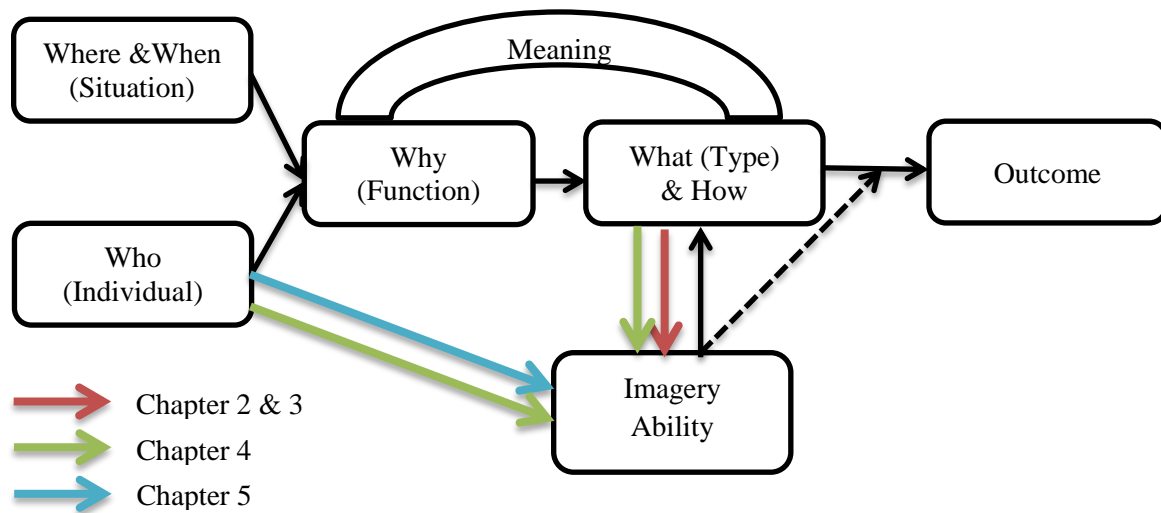 Where &When
(Situation)
Meaning
Why
(Function)
What (Type)
& How
Outcome
Who
(Individual)
Imagery
Ability
Chapter 2 & 3
Chapter 4
Chapter 5